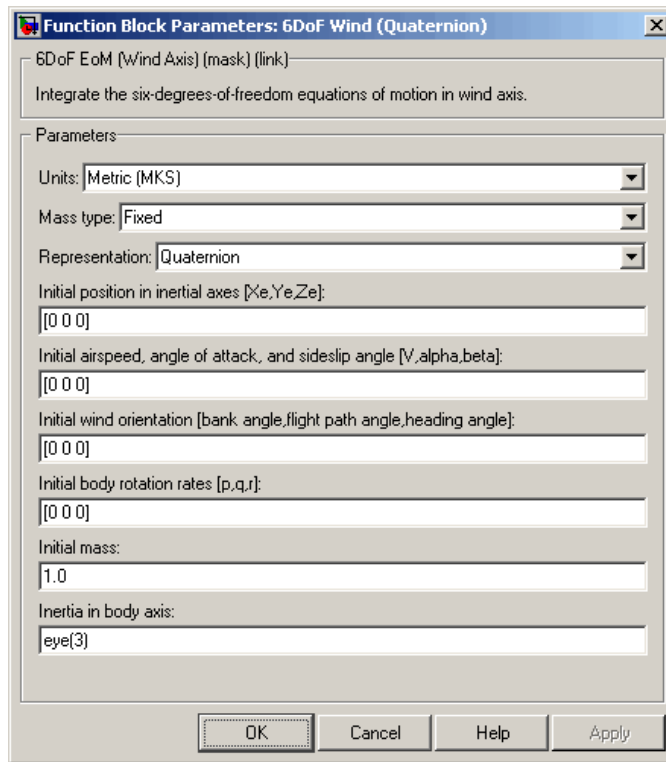 Function Block Parameters: 6DoF Wind (Quaternion)
6DoF EoM (Wind Axis) (mask) (link)
Integrate the six-degrees-of-freedom equations of motion in wind axis.
Parameters
Units: Metric (MKS)
Mass type: Fixed
Representation: Quaternion
Initial position in inertial axes [Xe,Ye,Ze]:
[0 0 0]
Initial airspeed, angle of attack, and sideslip angle [V,alpha,beta]:
[0 0 0]
Initial wind orientation [bank angle,flight path angle,heading angle]:
[0 0 0]
Initial body rotation rates [p,q,r]:
[0 0 0]
Initial mass:
1.0
Inertia in body axis:
eye(3)
OK Cancel Help Apply